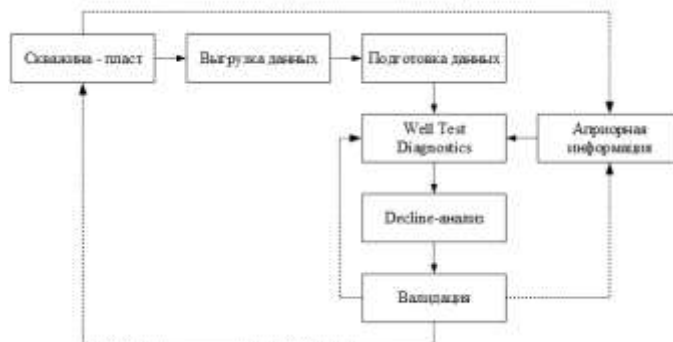 Скважина - пласт
Выгрузка данных
Подготовка данных
Well Test
Diagnostics
Априорная
информация
Decline-анализ
Валидация